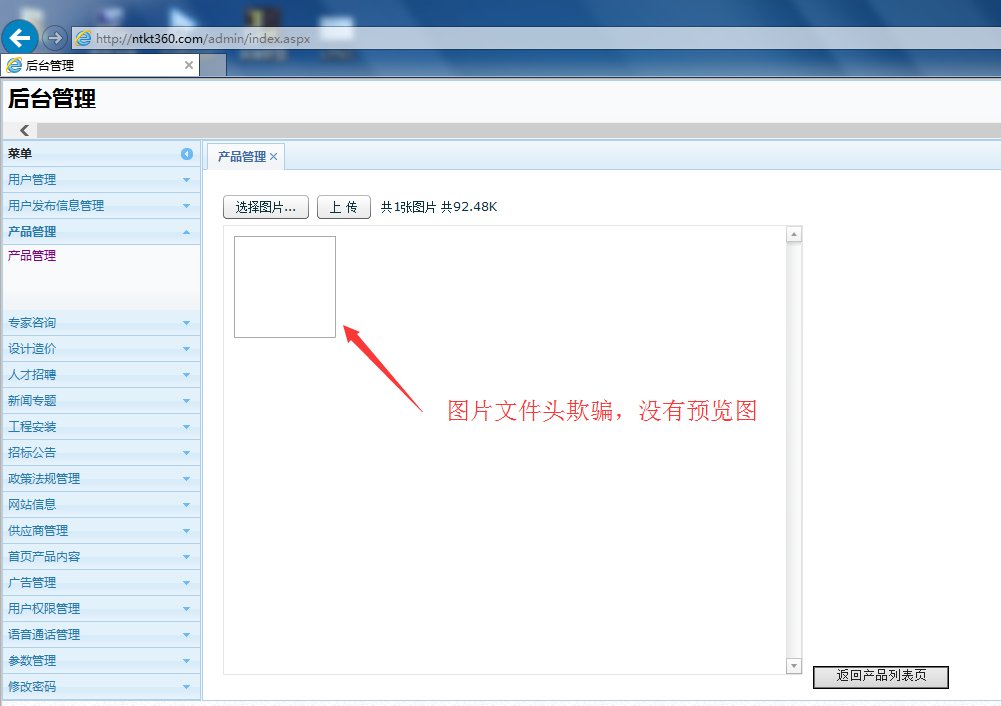 http://ntkt360.com/admin/index.aspx
后台管理
后台管理
菜单
用户管理
用户发布信息管理
产品管理
产品管理
专家咨询
设计造价
人才招聘
新闻专题
工程安装
招标公告
政策法规管理
网站信息
供应商管理
首页产品内容
广告管理
用户权限管理
语音通话管理
参数管理
修改密码
产品管理
选择图片... 上 传 共1张图片 共92.48K
图片文件头欺骗，没有预览图
返回产品列表页